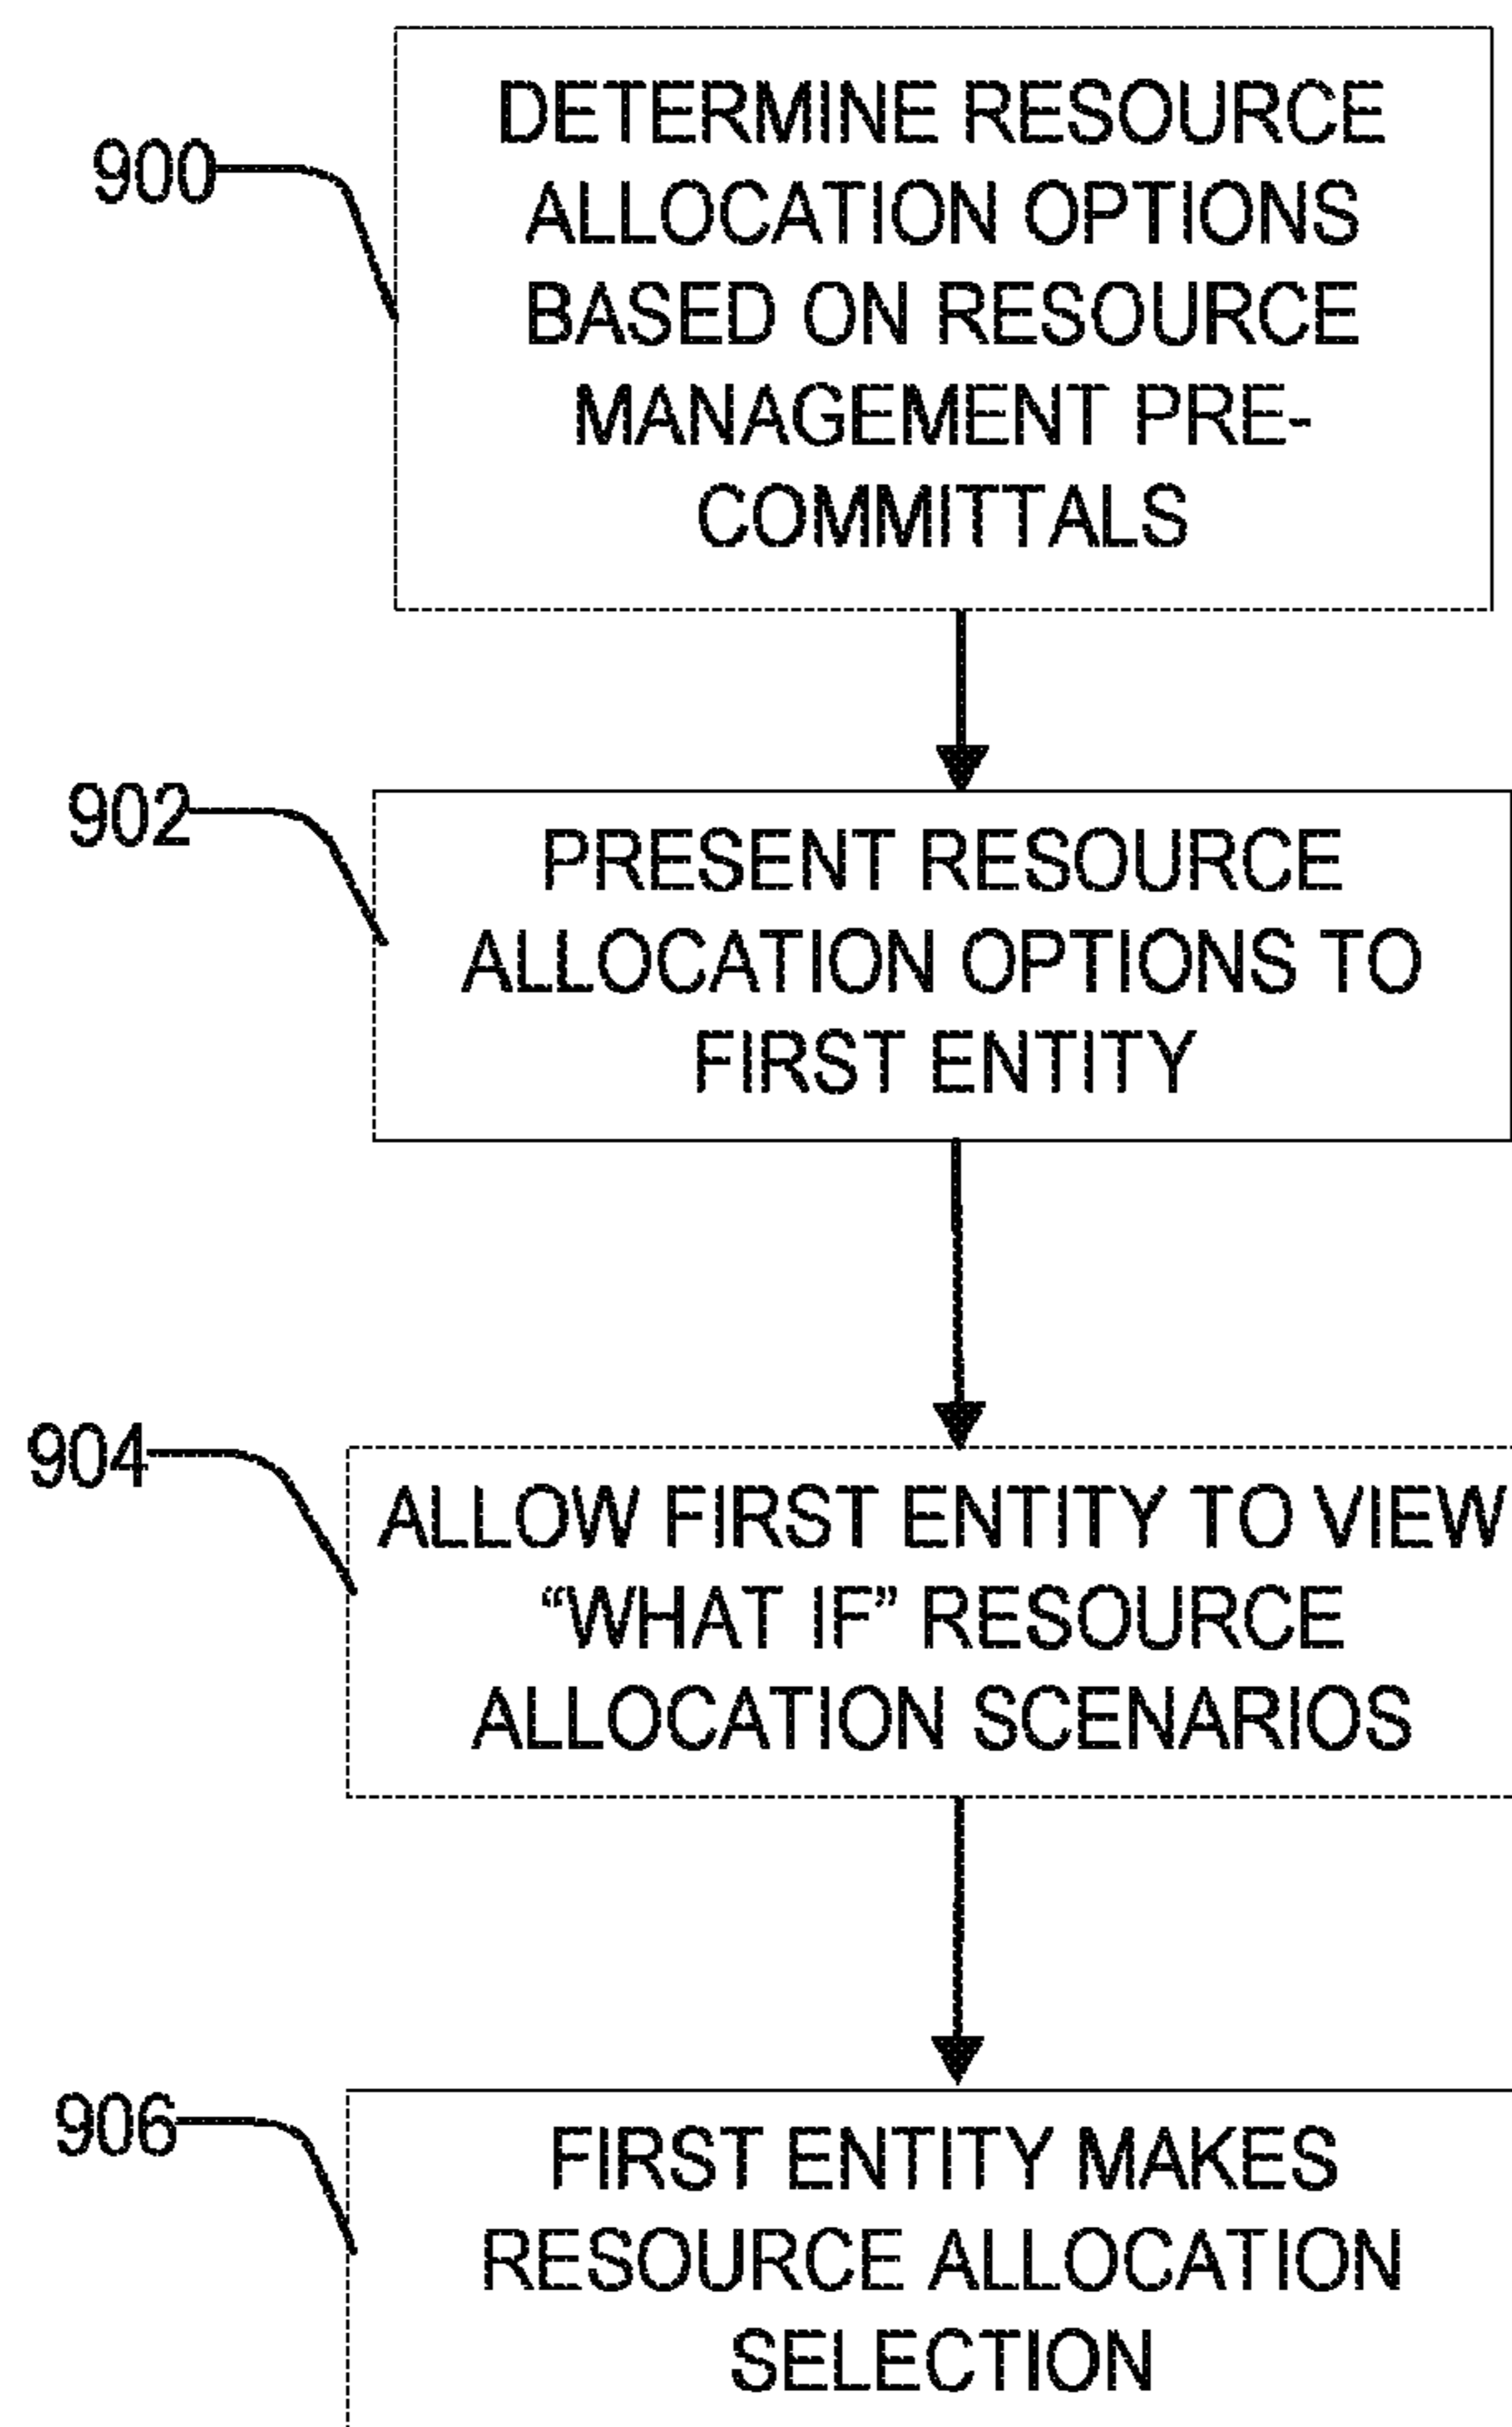 900
DETERMINE RESOURCE
ALLOCATION OPTIONS
BASED ON RESOURCE
MANAGEMENT PRE-
COMMITTALS
902
PRESENT RESOURCE
ALLOCATION OPTIONS TO
FIRST ENTITY
904
ALLOW FIRST ENTITY TO VIEW
“WHAT IF” RESOURCE
ALLOCATION SCENARIOS
906
FIRST ENTITY MAKES
RESOURCE ALLOCATION
SELECTION